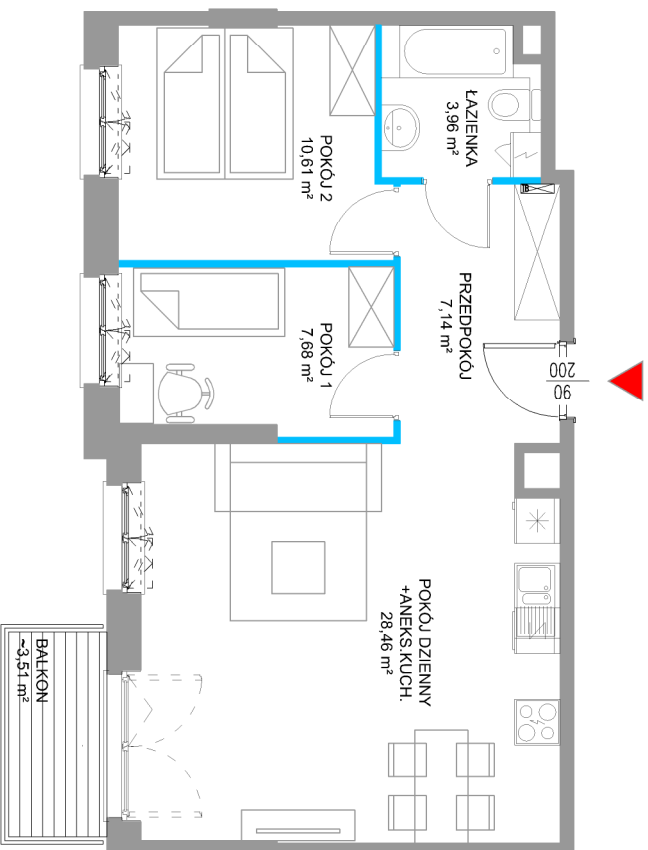 ŁAZIENKA
3,96 m²
POKÓJ 2
10,61 m²
PRZEDPOKÓJ
7,14 m²
POKÓJ 1
7,68 m²
200
90
POKÓJ DZIENNY
+ANEKS.KUCH.
28,46 m²
BALKON
~3,51 m²